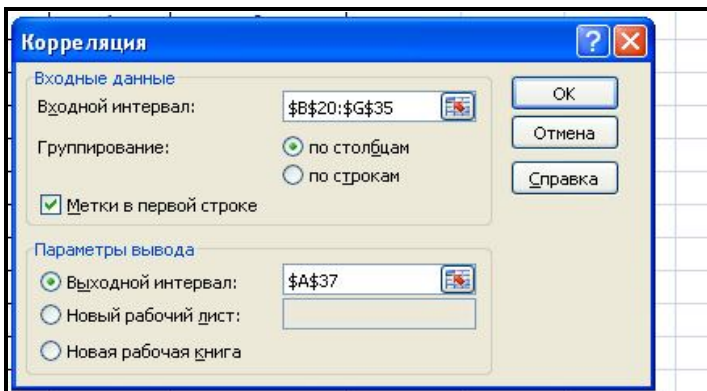 Корреляция
Входные данные
Входной интервал: $B$20:$G$35
Группирование: по столбцам
по строкам
Метки в первой строке
OK
Отмена
Справка
Параметры вывода
Выходной интервал: $A$37
Новый рабочий лист:
Новая рабочая книга